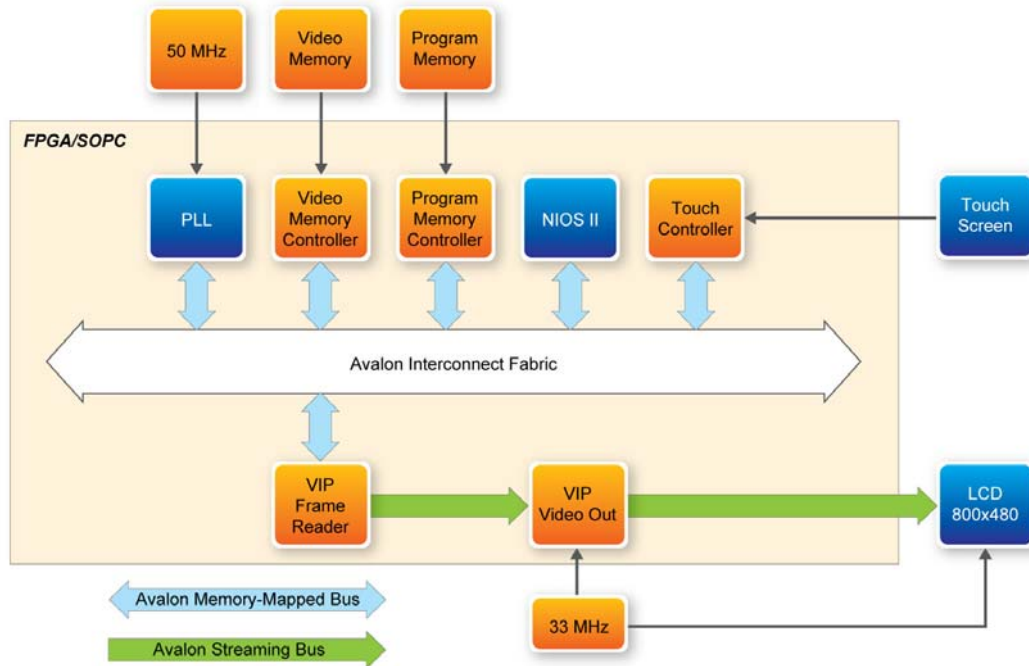 50 MHz
Video
Memory
Program
Memory
FPGA/SOPC
PLL
Video
Memory
Controller
Program
Memory
Controller
NIOS II
Touch
Controller
Touch
Screen
Avalon Interconnect Fabric
VIP
Frame
Reader
VIP
Video Out
LCD
800x480
Avalon Memory-Mapped Bus
33 MHz
Avalon Streaming Bus